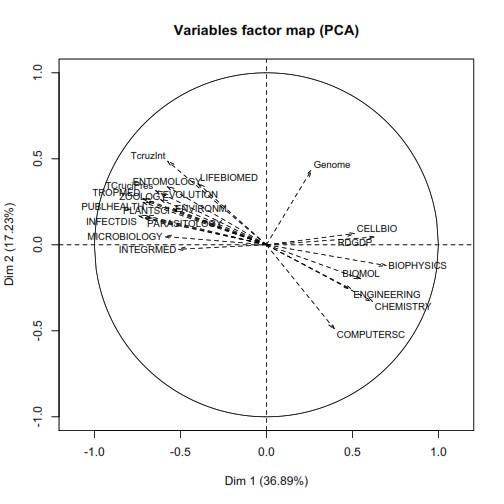 Variables factor map (PCA)
1.0
TcruzInt
Genome
0.5
ENTOMOLOGY
LIFEBIOMED
TCruciPres
TROPMED
EVOLUTION
ZOOLOGY
PUBLHEALTH
PLANTSCI
ENVIRONM
INFECTDIS
PARASITOLOGY
CELLBIO
MICROBIOLOGY
RDGDP
0.0
INTEGRMED
BIOPHYSICS
BIOMOL
ENGINEERING
CHEMISTRY
-0.5
COMPUTERSC
-1.0
Dim 2 (17.23%)
-1.0 -0.5 0.0 0.5 1.0
Dim 1 (36.89%)